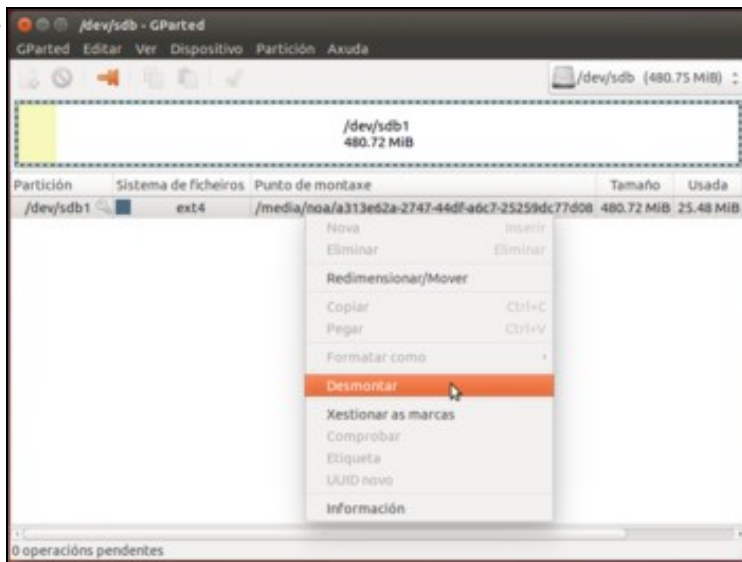 /dev/sdb - GParted
GParted Editar Ver Dispositivo Partición Axuda
/dev/sdb (480.75 MiB)
/dev/sdb1
480.72 MiB
Partición Sistema de ficheiros Punto de montaxe Tamaño Usada
/dev/sdb1 ext4 /media/noa/a313e62a-2747-44df-a6c7-25259dc77d08 480.72 MiB 25.48 MiB
Nova Inserir
Eliminar Eliminar
Redimensionar/Mover
Copiar Ctrl+C
Pegar Ctrl+V
Formatar como
Desmontar
Xestionar as marcas
Comprobar
Etiqueta
UUID novo
Información
0 operacións pendentes